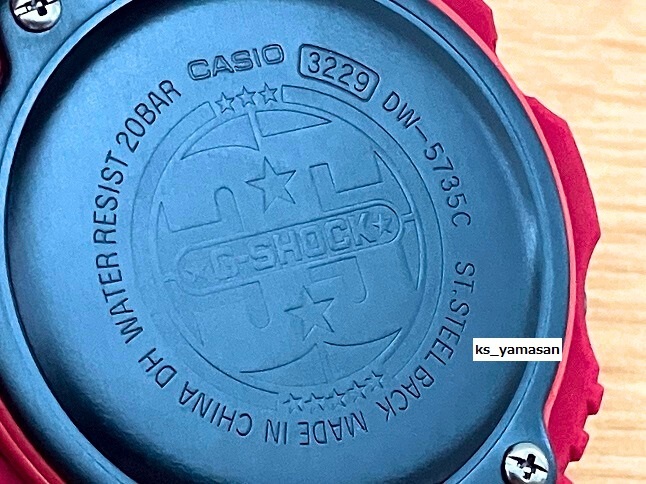 CASIO 3229 DW-5735C ST.STEEL BACK MADE IN CHINA DH WATER RESIST 20BAR
G-SHOCK
ks_yamasan